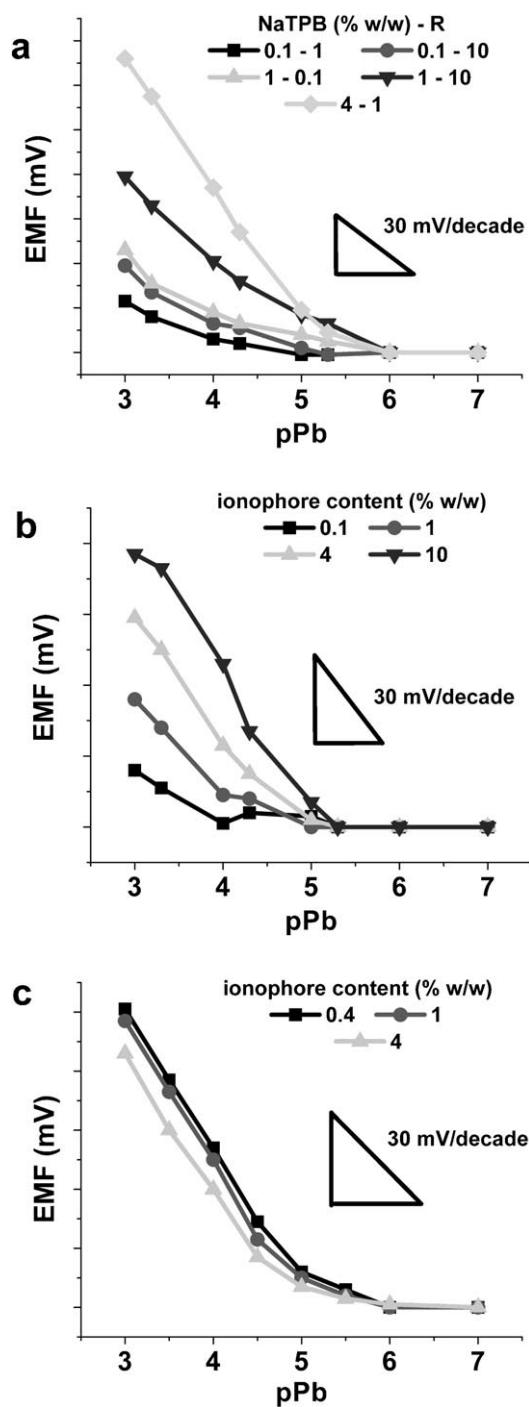 a
NaTPB (% w/w) - R
0.1 - 1 0.1 - 10
1 - 0.1 1 - 10
4 - 1
EMF (mV)
30 mV/decade
3 4 5 6 7
pPb
b
ionophore content (% w/w)
0.1 1
4 10
EMF (mV)
30 mV/decade
3 4 5 6 7
pPb
c
ionophore content (% w/w)
0.4 1
4
EMF (mV)
30 mV/decade
3 4 5 6 7
pPb